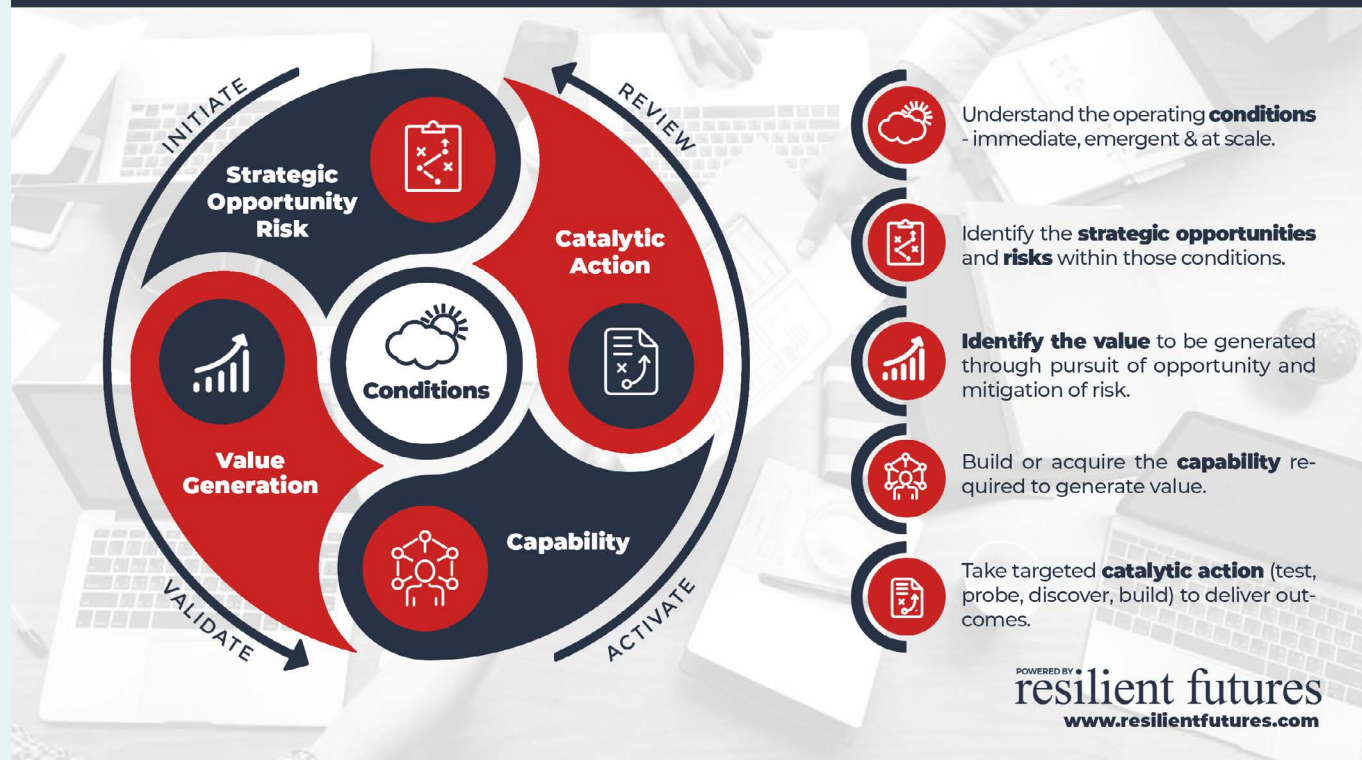 INITIATE
REVIEW
Strategic
Opportunity
Risk
Catalytic
Action
Conditions
Value
Generation
Capability
VALIDATE
ACTIVATE
Understand the operating conditions
- immediate, emergent & at scale.
Identify the strategic opportunities
and risks within those conditions.
Identify the value to be generated
through pursuit of opportunity and
mitigation of risk.
Build or acquire the capability re-
quired to generate value.
Take targeted catalytic action (test,
probe, discover, build) to deliver out-
comes.
POWERED BY
resilient futures
www.resilientfutures.com